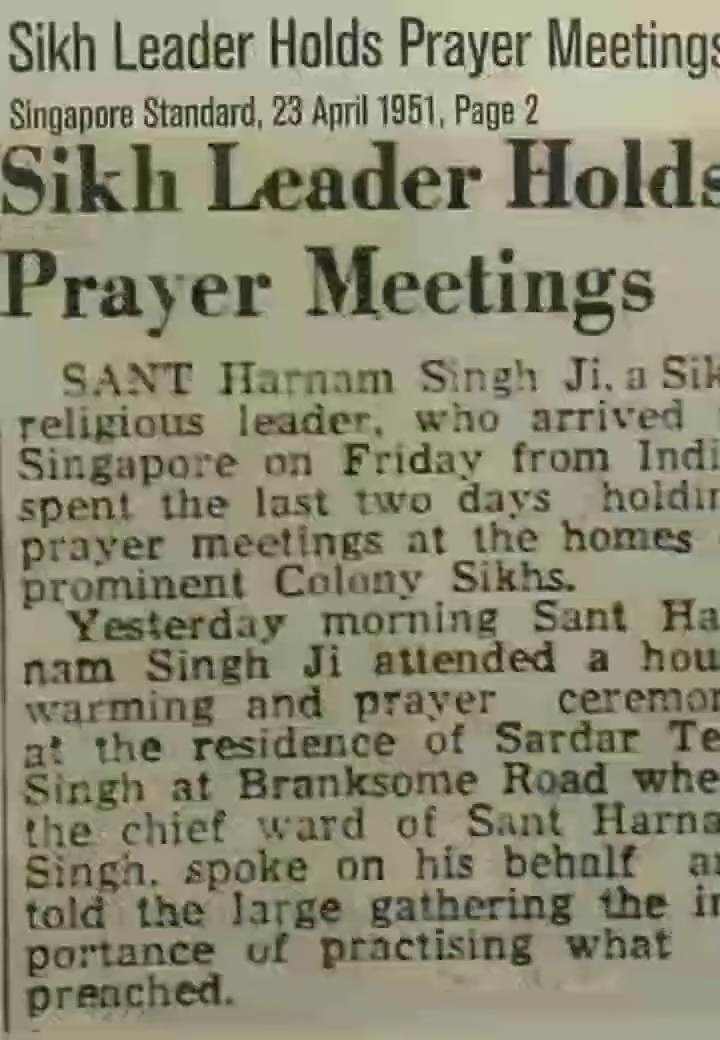 Sikh Leader Holds Prayer Meetings
Singapore Standard, 23 April 1951, Page 2
Sikh Leader Holds
Prayer Meetings
SANT Harnam Singh Ji, a Sik
religious leader, who arrived
Singapore on Friday from Indi
spent the last two days holdin
prayer meetings at the homes
prominent Colony Sikhs.
Yesterday morning Sant Ha
nam Singh Ji attended a hou
warming and prayer ceremon
at the residence of Sardar Te
Singh at Branksome Road whe
the chief ward of Sant Harna
Singh, spoke on his behalf an
told the large gathering the im
portance of practising what
preached.